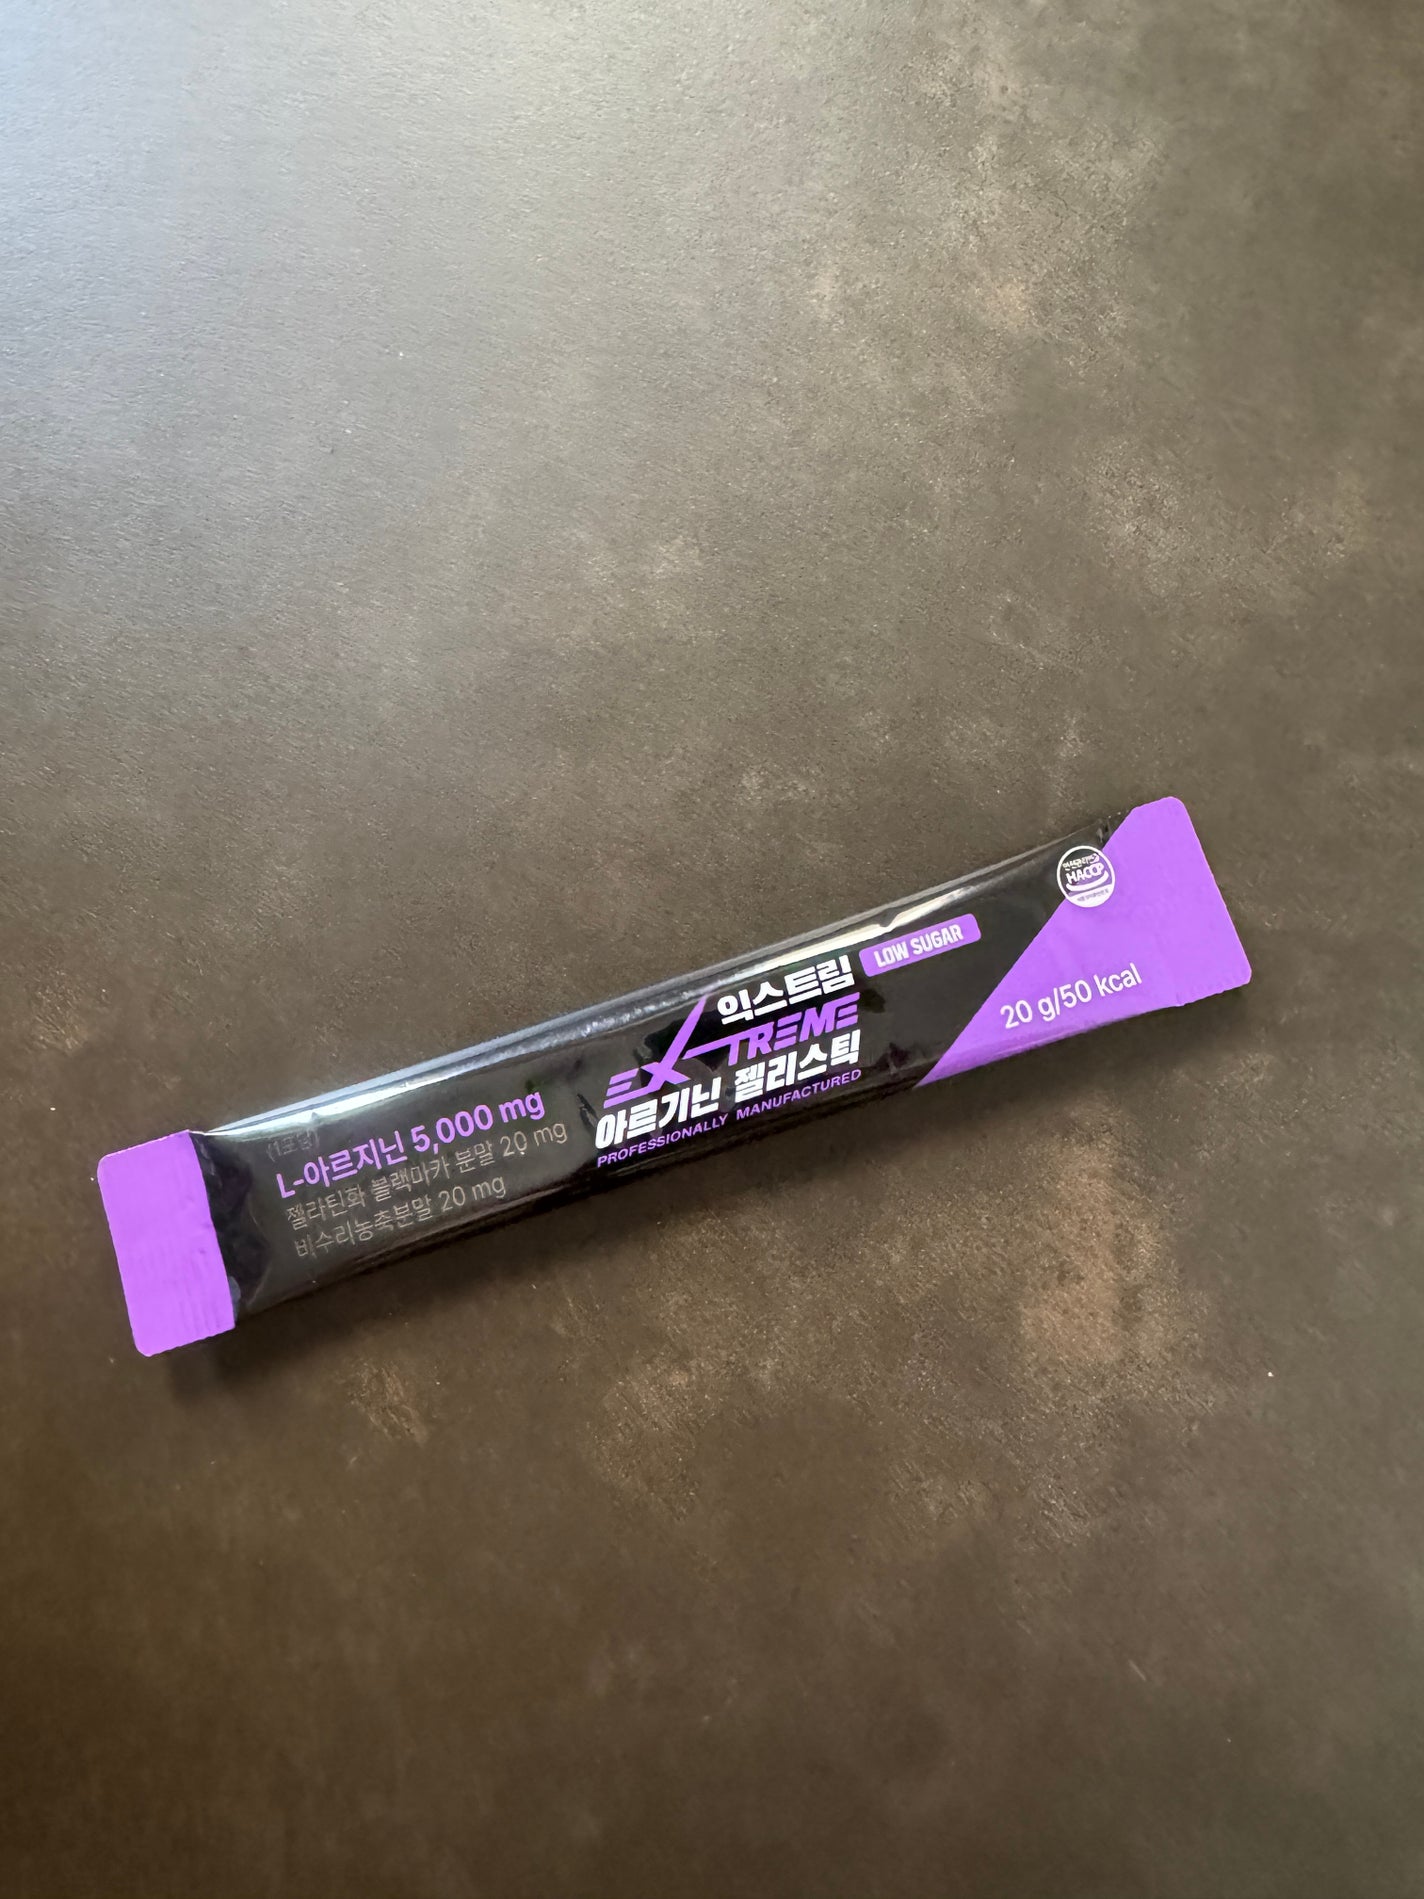 (1포당)
L-아르지닌 5,000 mg
젤라틴화 블랙마카 분말 20 mg
비수리농축분말 20 mg
익스트림
LOW SUGAR
EXTREME
아르기닌 젤리스틱
PROFESSIONALLY MANUFACTURED
HACCP
20 g/50 kcal